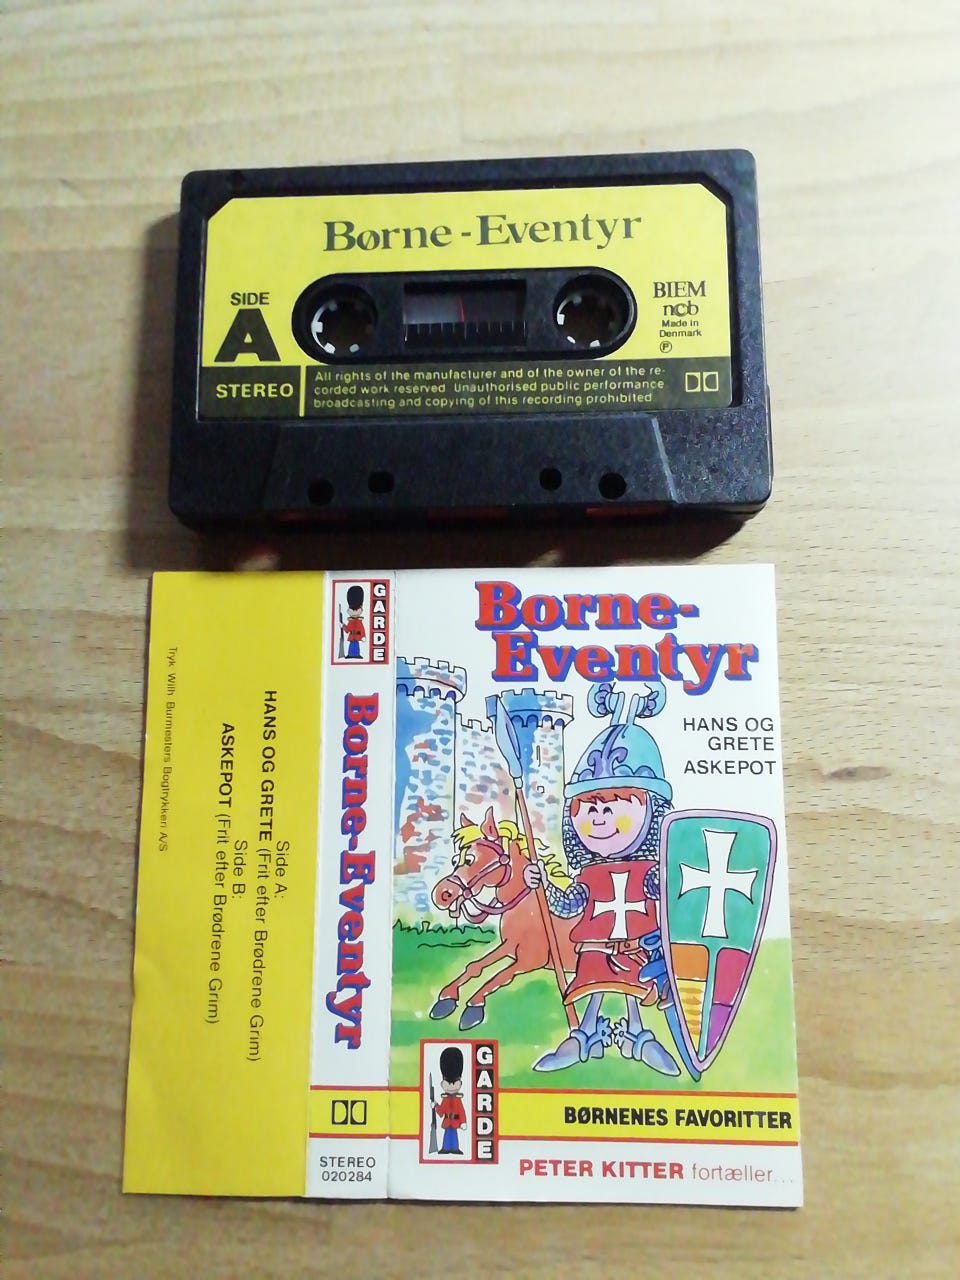 Børne-Eventyr
SIDE
A
BIEM
ncb
Made in
Denmark
P
STEREO
All rights of the manufacturer and of the owner of the re-
corded work reserved Unauthorised public performance
broadcasting and copying of this recording prohibited
Side A:
HANS OG GRETE (Frit efter Brødrene Grim)
Side B:
ASKEPOT (Frit efter Brødrene Grim)
Tryk Wilh Burmesters Bogtrykkeri A/S
GARDE
Børne-Eventyr
STEREO
020284
Børne-
Eventyr
HANS OG
GRETE
ASKEPOT
GARDE
BØRNENES FAVORITTER
PETER KITTER fortæller...